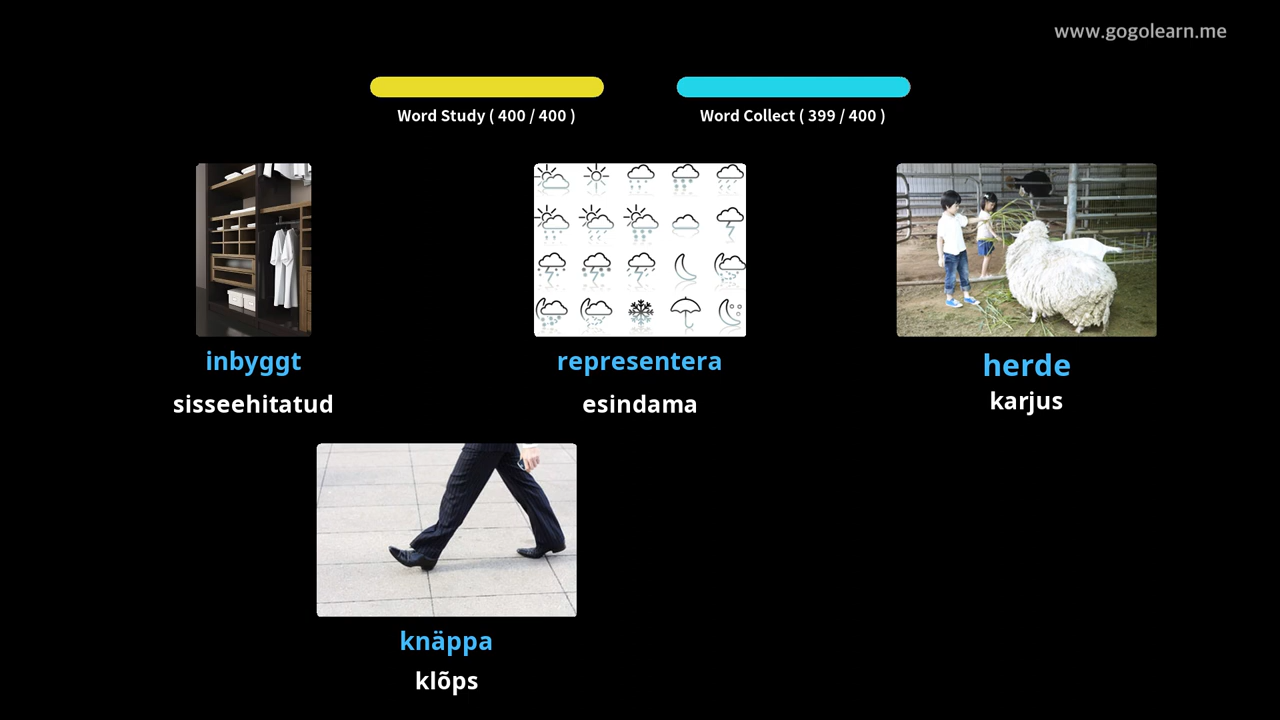 www.gogolearn.me
Word Study ( 400 / 400 )
Word Collect ( 399 / 400 )
inbyggt
sisseehitatud
representera
esindama
herde
karjus
knäppa
klõps